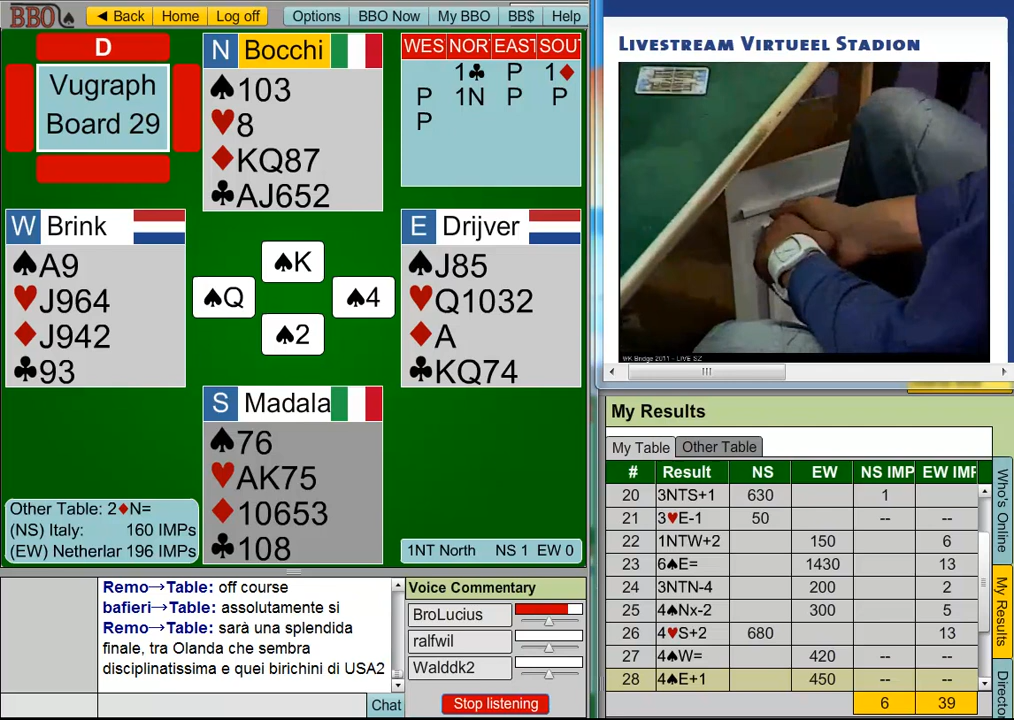 BBO ◄ Back Home Log off Options BBO Now My BBO BB$ Help
D
Vugraph
Board 29
N Bocchi
♠103
♥8
♦KQ87
♣AJ652
WES NOR EAST SOU
1♣ P 1♦
P 1N P P
P
W Brink
♠A9
♥J964
♦J942
♣93
♠K
♠Q ♠4
♠2
E Drijver
♠J85
♥Q1032
♦A
♣KQ74
S Madala
♠76
♥AK75
♦10653
♣108
Other Table: 2♦N=
(NS) Italy: 160 IMPs
(EW) Netherlar 196 IMPs
1NT North NS 1 EW 0
Remo→Table: off course
bafieri→Table: assolutamente si
Remo→Table: sarà una splendida
finale, tra Olanda che sembra
disciplinatissima e quei birichini di USA2
Chat
Voice Commentary
BroLucius
ralfwil
Walddk2
Stop listening
Livestream Virtueel Stadion
WK Bridge 2011 - LIVE SZ
My Results
My Table Other Table
# Result NS EW NS IMP EW IMF
20 3NTS+1 630 1
21 3♥E-1 50 -- --
22 1NTW+2 150 6
23 6♠E= 1430 13
24 3NTN-4 200 2
25 4♠Nx-2 300 5
26 4♥S+2 680 13
27 4♠W= 420 -- --
28 4♠E+1 450 -- --
6 39
Who's Online
My Results
Director